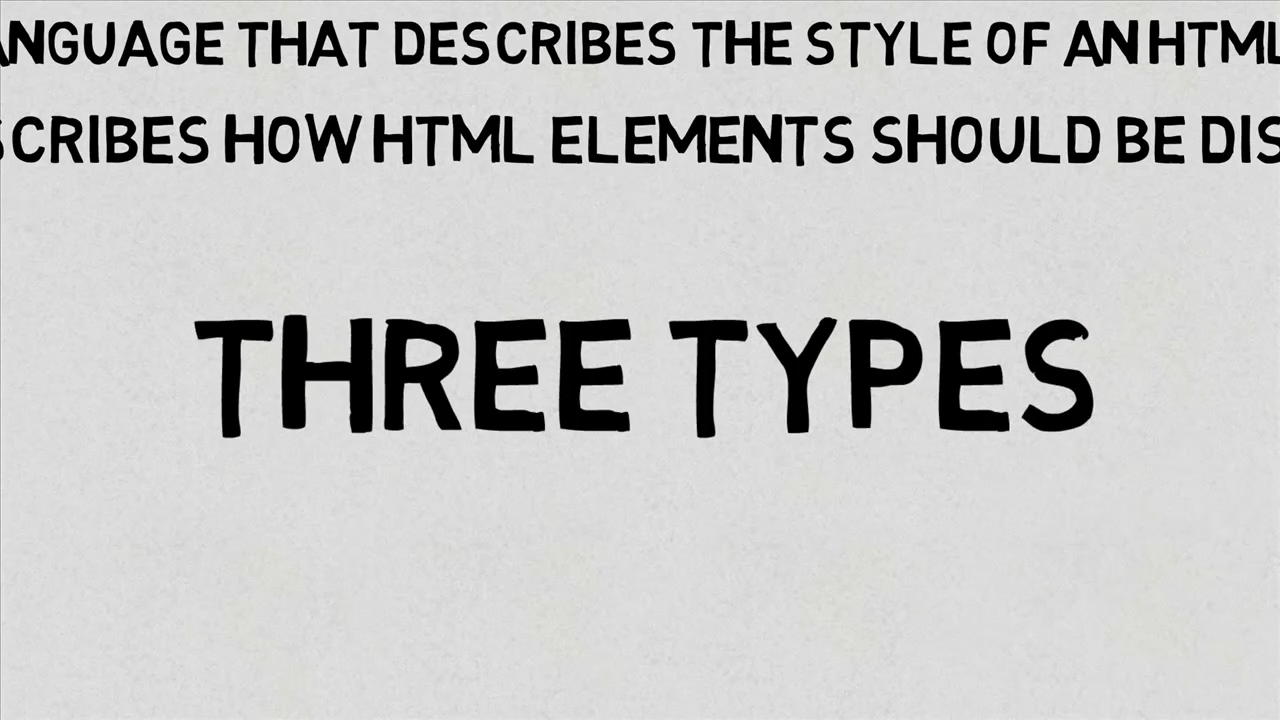 ANGUAGE THAT DESCRIBES THE STYLE OF AN HTML
SCRIBES HOW HTML ELEMENTS SHOULD BE DIS
THREE TYPES